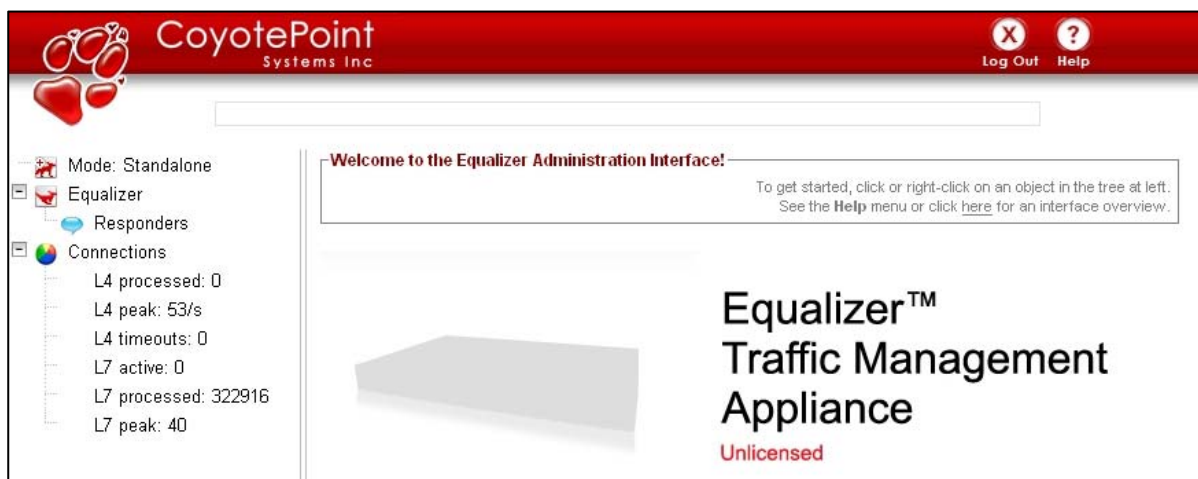 CoyotePoint
Systems Inc
X
?
Log Out
Help
Mode: Standalone
Equalizer
Responders
Connections
L4 processed: 0
L4 peak: 53/s
L4 timeouts: 0
L7 active: 0
L7 processed: 322916
L7 peak: 40
Welcome to the Equalizer Administration Interface!
To get started, click or right-click on an object in the tree at left.
See the Help menu or click here for an interface overview.
Equalizer™
Traffic Management
Appliance
Unlicensed